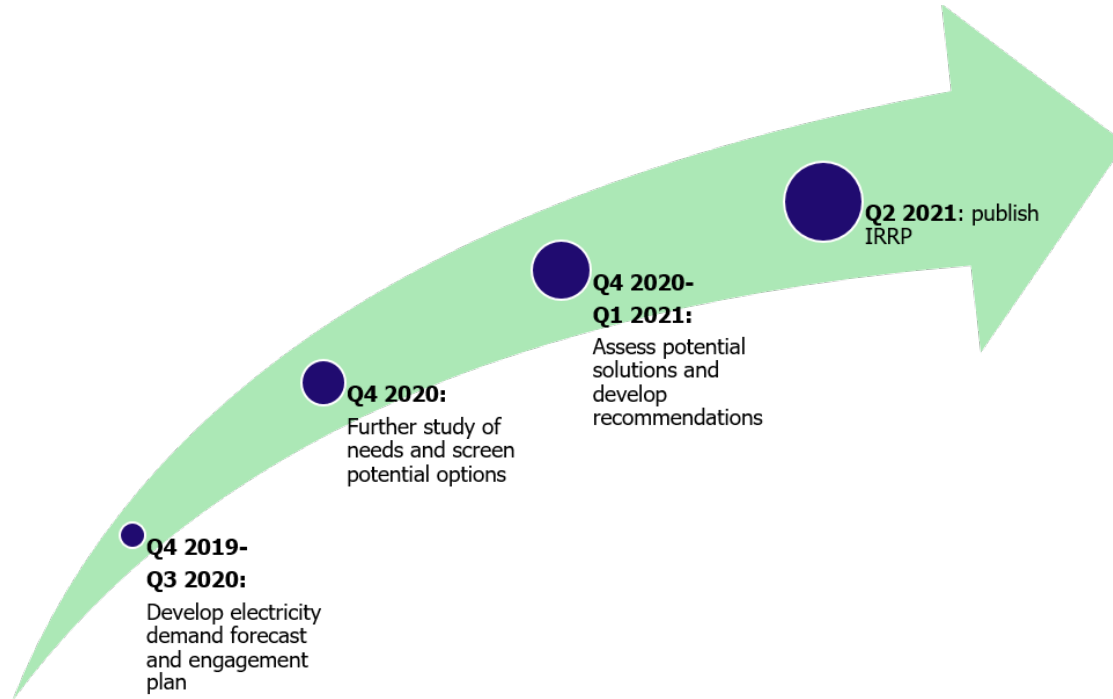 Q4 2019-
Q3 2020:
Develop electricity
demand forecast
and engagement
plan
Q4 2020:
Further study of
needs and screen
potential options
Q4 2020-
Q1 2021:
Assess potential
solutions and
develop
recommendations
Q2 2021: publish
IRRP